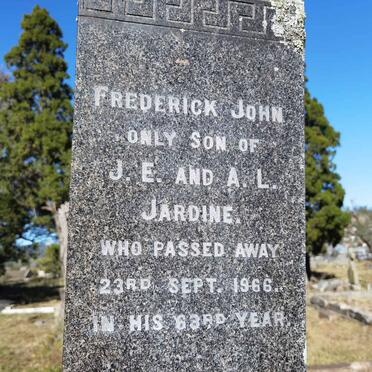 FREDERICK JOHN
ONLY SON OF
J. E. AND A. L.
JARDINE.
WHO PASSED AWAY
23RD SEPT. 1966.
IN HIS 63RD YEAR.